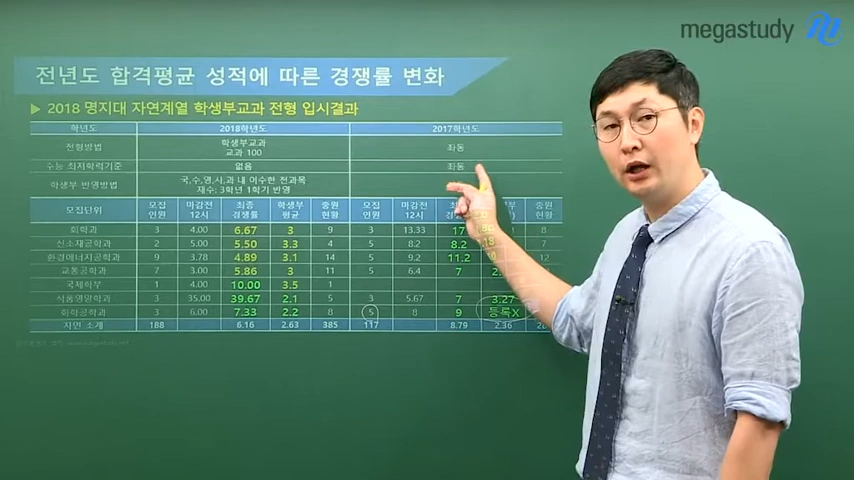 megastudy
전년도 합격평균 성적에 따른 경쟁률 변화
▶ 2018 명지대 자연계열 학생부교과 전형 입시결과
학년도 2018학년도 2017학년도
전형방법 학생부교과 교과 100 좌동
수능 최저학력기준 없음 좌동
학생부 반영방법 국,수,영,사,과 내 이수한 전과목
재수: 3학년 1학기 반영
모집단위 모집인원 마감전 12시 최종 경쟁률 학생부 평균 충원 현황 모집인원 마감전 12시 충원 현황
화학과 3 4.00 6.67 3 9 3 13.33 17 8
신소재공학과 2 5.00 5.50 3.3 4 5 8.2 8.2 11
환경에너지공학과 9 3.78 4.89 3.1 14 5 9.2 11.2 12
교통공학과 7 3.00 5.86 3 11 5 6.4 7
국제학부 1 4.00 10.00 3.5 1
식품영양학과 3 35.00 39.67 2.1 5 3 5.67 7 3.27
화학공학과 3 6.00 7.33 2.2 8 5 8 9 등록X
자연 소계 188 6.16 2.63 385 117 8.79 2.36